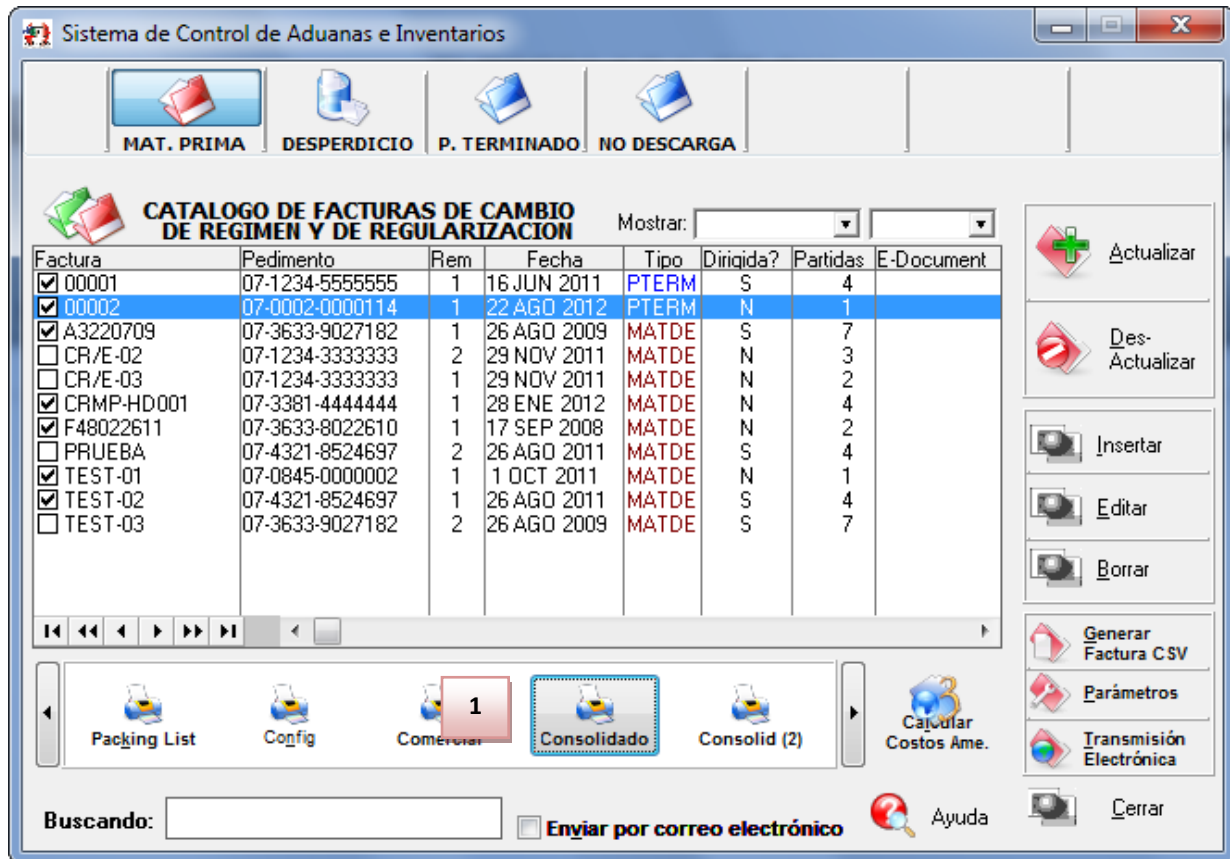 Sistema de Control de Aduanas e Inventarios
MAT. PRIMA DESPERDICIO P. TERMINADO NO DESCARGA
CATALOGO DE FACTURAS DE CAMBIO
DE REGIMEN Y DE REGULARIZACION
Mostrar:
Factura Pedimento Rem Fecha Tipo Dirigida? Partidas E-Document
00001 07-1234-5555555 1 16 JUN 2011 PTERM S 4
00002 07-0002-0000114 1 22 AGO 2012 PTERM N 1
A3220709 07-3633-9027182 1 26 AGO 2009 MATDE S 7
CR/E-02 07-1234-3333333 2 29 NOV 2011 MATDE N 3
CR/E-03 07-1234-3333333 1 29 NOV 2011 MATDE N 2
CRMP-HD001 07-3381-4444444 1 28 ENE 2012 MATDE N 4
F48022611 07-3633-8022610 1 17 SEP 2008 MATDE N 2
PRUEBA 07-4321-8524697 2 26 AGO 2011 MATDE S 4
TEST-01 07-0845-0000002 1 1 OCT 2011 MATDE N 1
TEST-02 07-4321-8524697 1 26 AGO 2011 MATDE S 4
TEST-03 07-3633-9027182 2 26 AGO 2009 MATDE S 7
Actualizar
Des-
Actualizar
Insertar
Editar
Borrar
Generar
Factura CSV
Parámetros
Transmisión
Electrónica
Cerrar
1
Packing List Config Comercial Consolidado Consolid (2)
Calcular
Costos Ame.
Buscando:
Enviar por correo electrónico
Ayuda